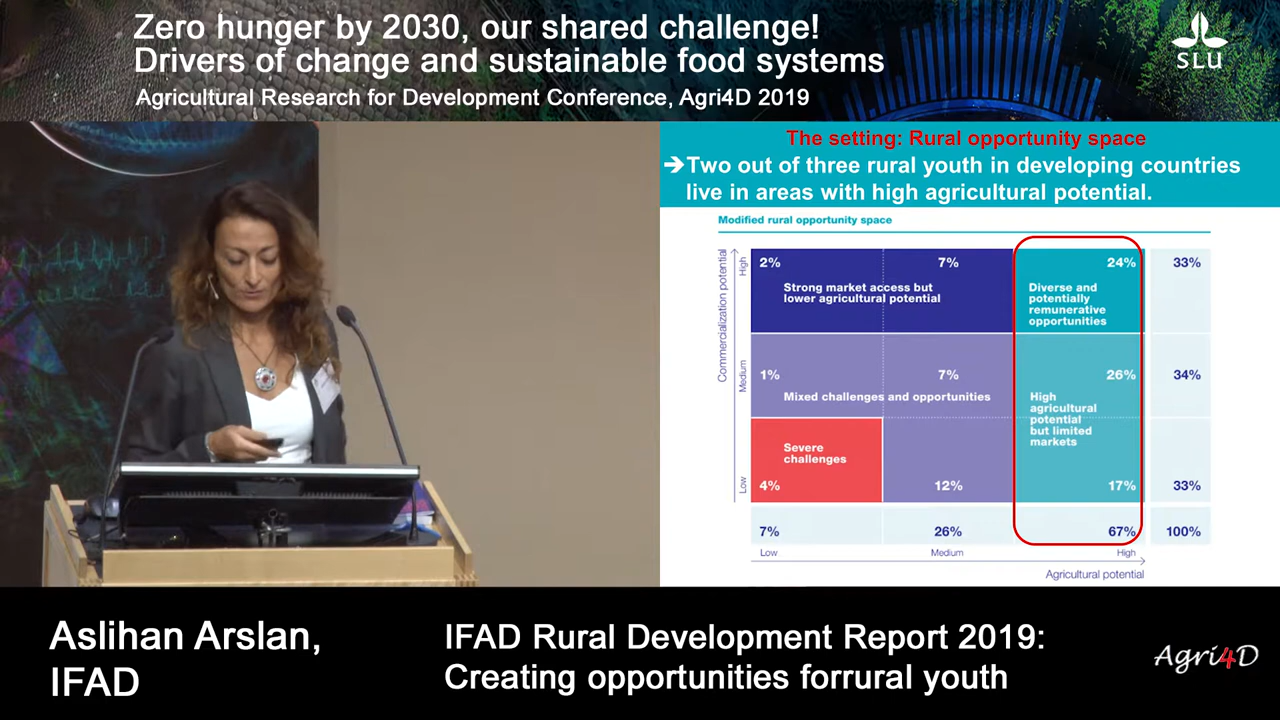 Zero hunger by 2030, our shared challenge!
Drivers of change and sustainable food systems
Agricultural Research for Development Conference, Agri4D 2019
SLU
The setting: Rural opportunity space
➔Two out of three rural youth in developing countries
live in areas with high agricultural potential.
Modified rural opportunity space
Commercialization potential
High
Medium
Low
2%
7%
24%
33%
Strong market access but
lower agricultural potential
Diverse and
potentially
remunerative
opportunities
1%
7%
26%
34%
Mixed challenges and opportunities
High
agricultural
potential
but limited
markets
Severe
challenges
4%
12%
17%
33%
7%
26%
67%
100%
Low
Medium
High
Agricultural potential
Aslihan Arslan,
IFAD
IFAD Rural Development Report 2019:
Creating opportunities forrural youth
Agri4D